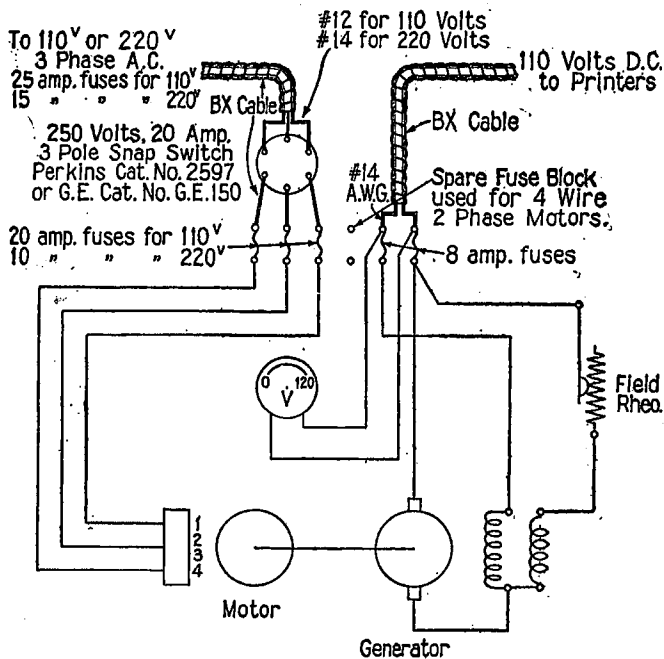 To 110V or 220V
3 Phase A.C.
25 amp. fuses for 110V
15 " " " 220V
#12 for 110 Volts
#14 for 220 Volts
BX Cable
110 Volts D.C.
to Printers
BX Cable
250 Volts, 20 Amp.
3 Pole Snap Switch
Perkins Cat. No. 2597
or G.E. Cat. No. G.E. 150
#14
A.W.G.
Spare Fuse Block
used for 4 Wire
2 Phase Motors.
20 amp. fuses for 110V
10 " " " 220V
8 amp. fuses
0 120
V
Field
Rheo.
1
2
3
4
Motor
Generator